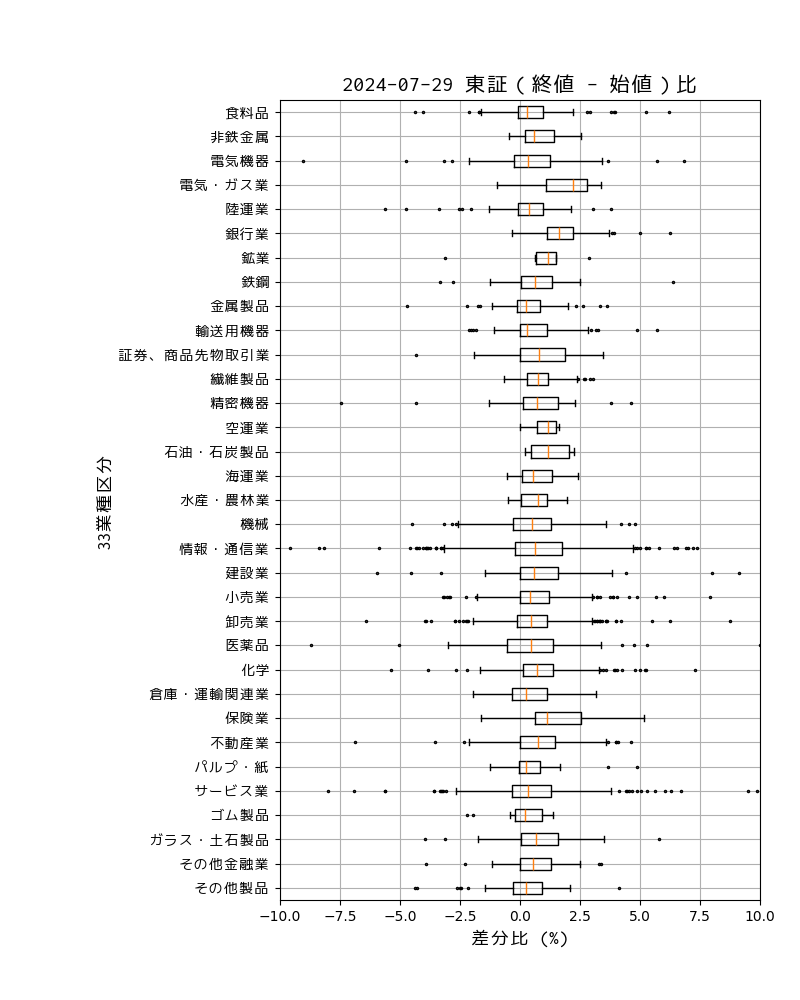 2024-07-29 東証（終値 - 始値）比
食料品
非鉄金属
電気機器
電気・ガス業
陸運業
銀行業
鉱業
鉄鋼
金属製品
輸送用機器
証券、商品先物取引業
繊維製品
精密機器
空運業
石油・石炭製品
海運業
水産・農林業
機械
情報・通信業
建設業
小売業
卸売業
医薬品
化学
倉庫・運輸関連業
保険業
不動産業
パルプ・紙
サービス業
ゴム製品
ガラス・土石製品
その他金融業
その他製品
33業種区分
−10.0 −7.5 −5.0 −2.5 0.0 2.5 5.0 7.5 10.0
差分比 (%)